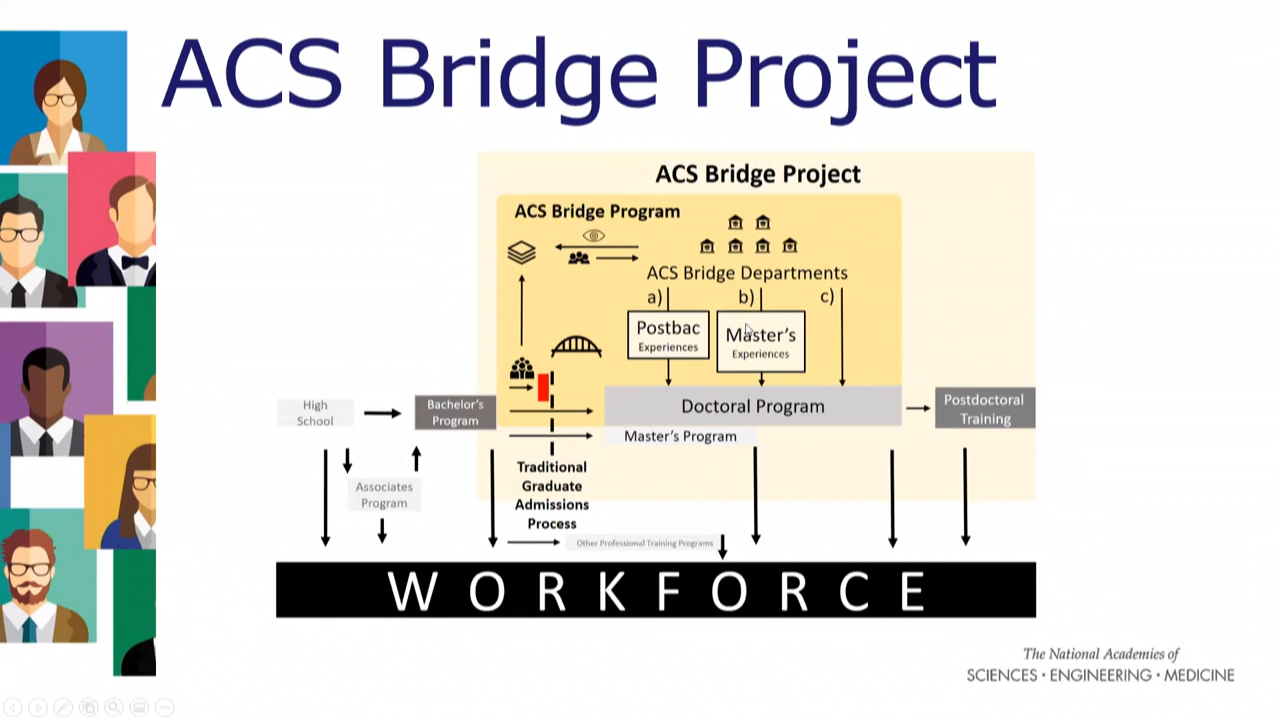 ACS Bridge Project
ACS Bridge Project
ACS Bridge Program
ACS Bridge Departments
a)
b)
c)
Postbac
Experiences
Master's
Experiences
High
School
Bachelor's
Program
Doctoral Program
Postdoctoral
Training
Master's Program
Associates
Program
Traditional
Graduate
Admissions
Process
Other Professional Training Programs
WORKFORCE
The National Academies of
SCIENCES · ENGINEERING · MEDICINE